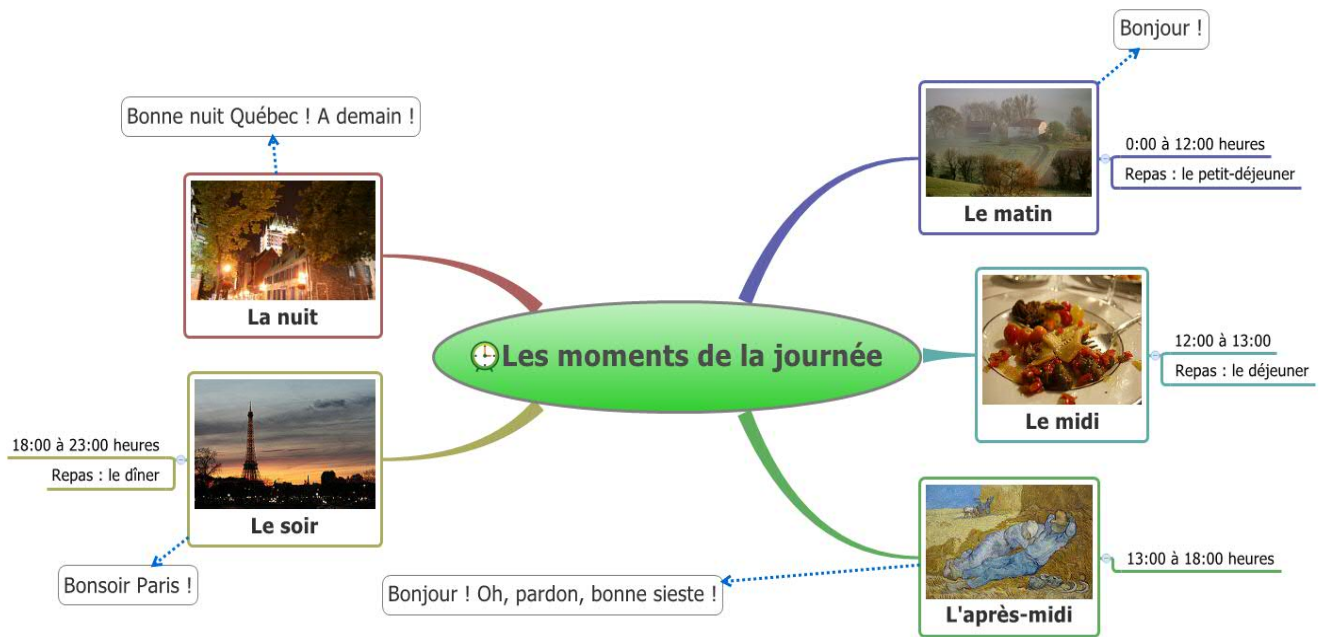 Les moments de la journée
Bonjour !
Le matin
0:00 à 12:00 heures
Repas : le petit-déjeuner
Le midi
12:00 à 13:00
Repas : le déjeuner
L'après-midi
13:00 à 18:00 heures
Bonjour ! Oh, pardon, bonne sieste !
Le soir
18:00 à 23:00 heures
Repas : le dîner
Bonsoir Paris !
La nuit
Bonne nuit Québec ! A demain !